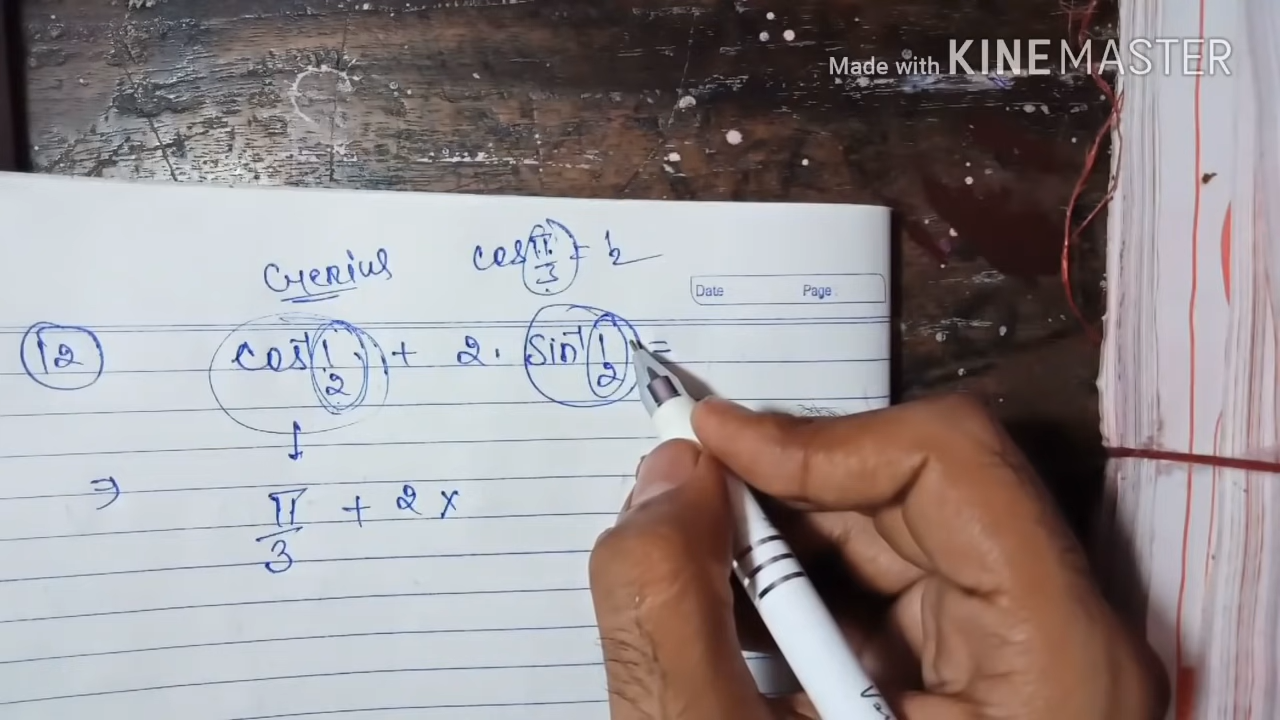 Made with KINEMASTER
Genius cos π/3 = 1/2
Date Page
12 cos⁻¹(1/2) + 2. sin⁻¹(1/2) =
⇒ π/3 + 2 x